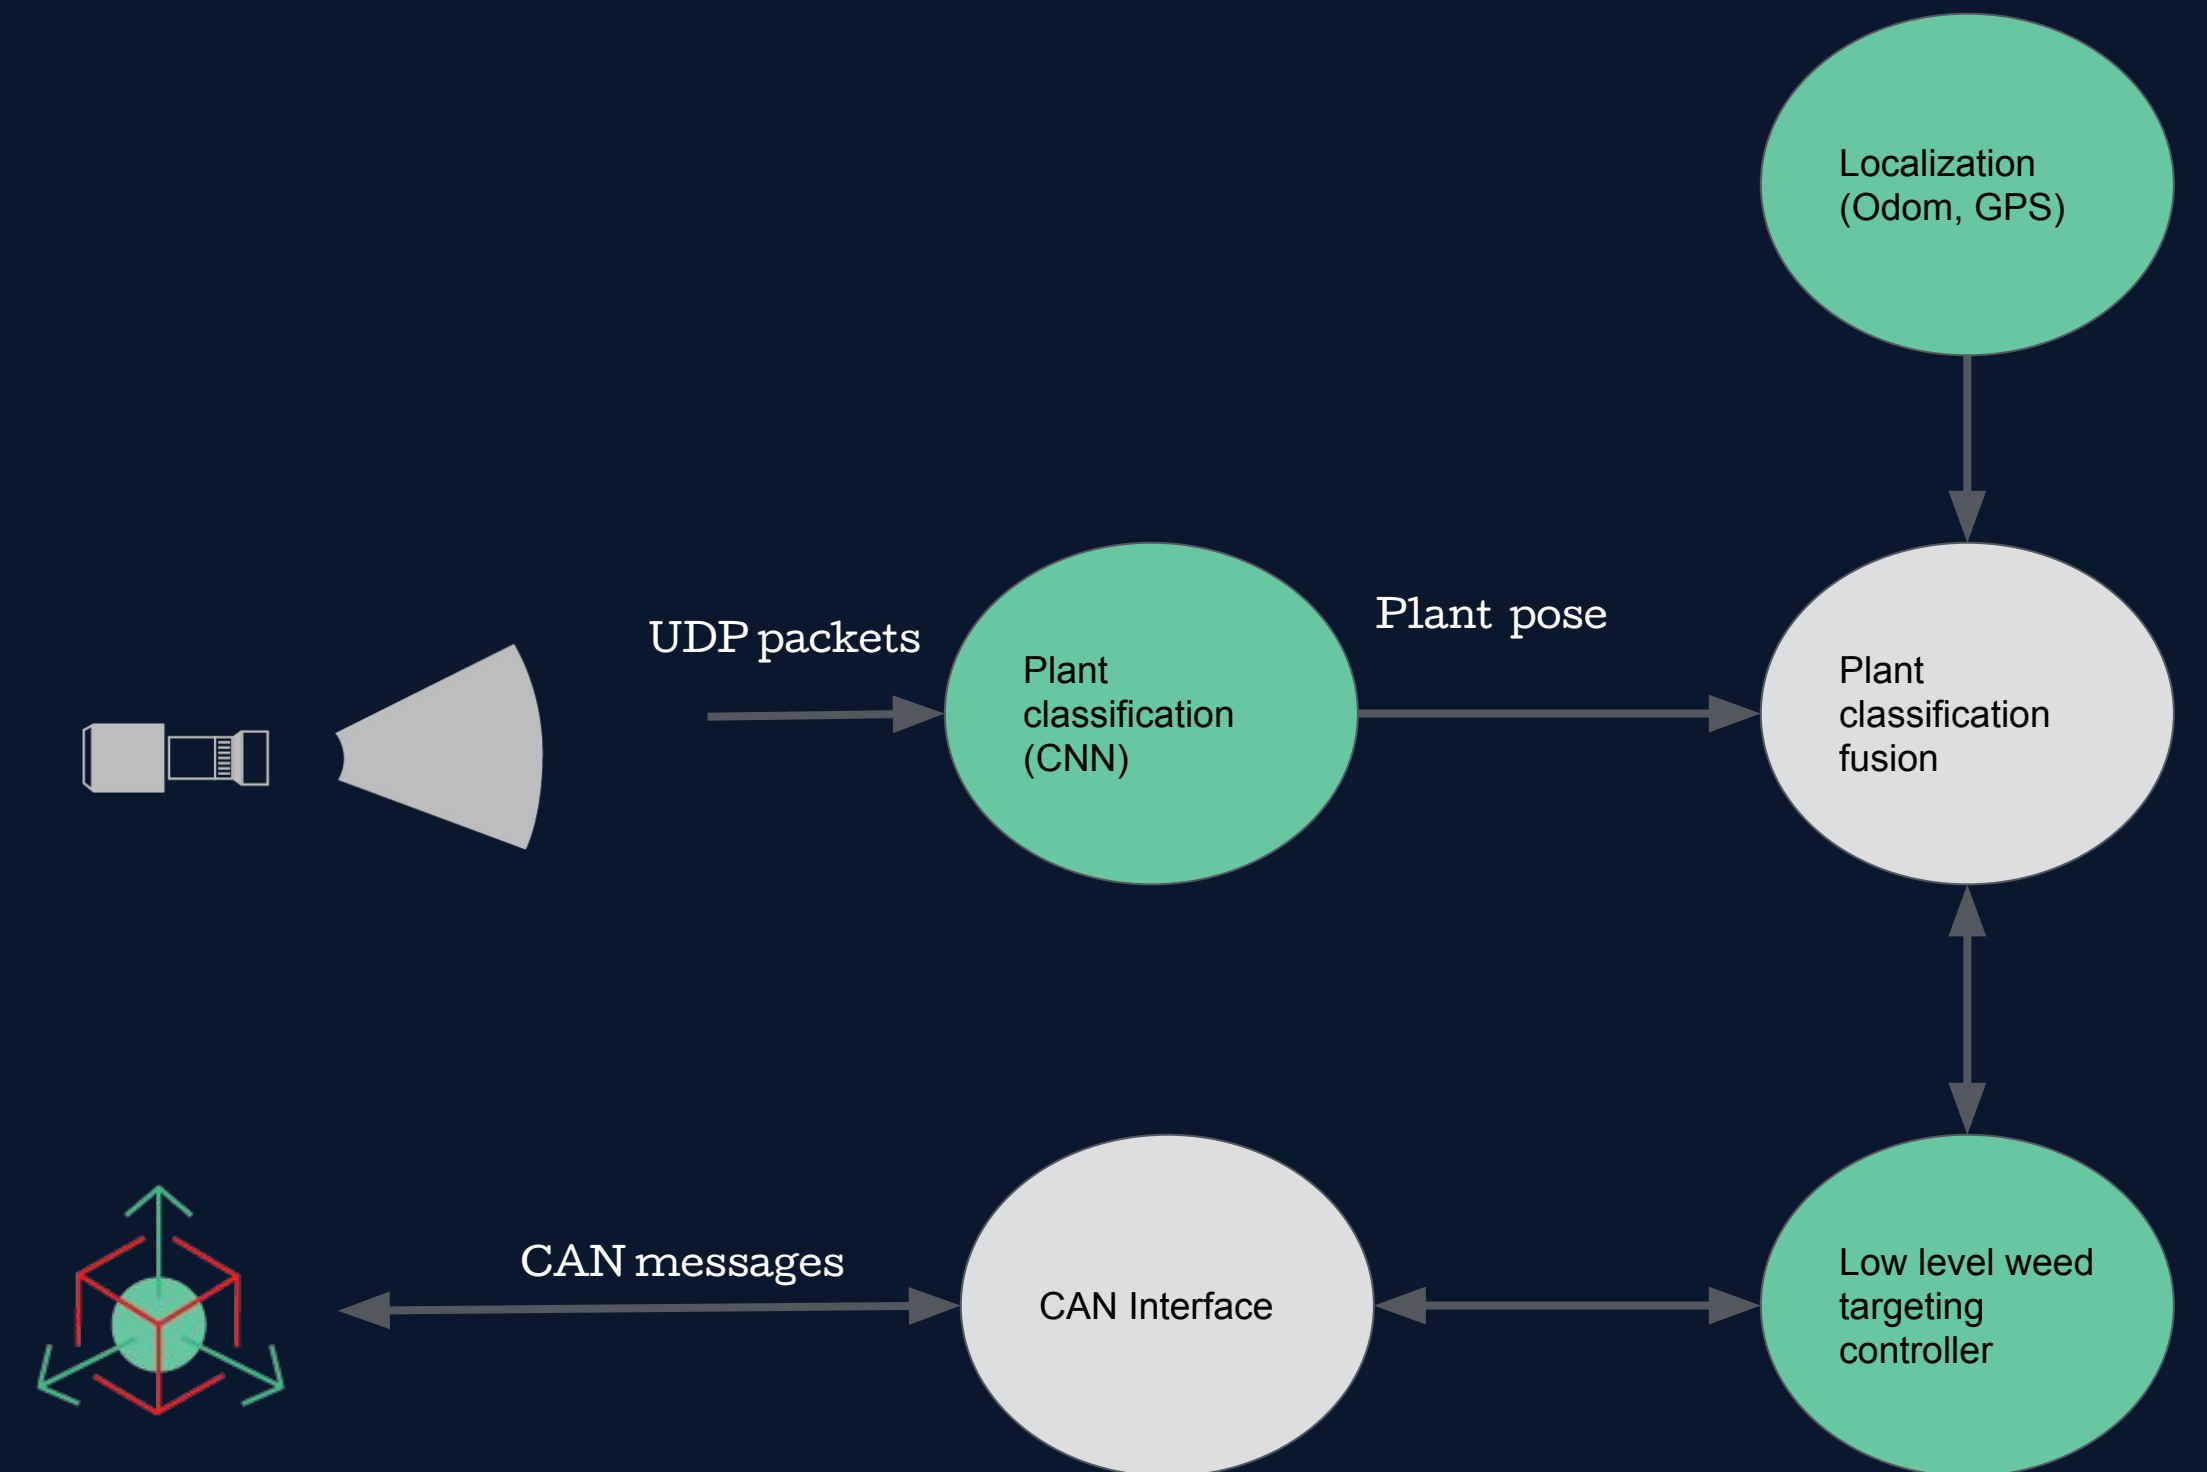 Localization
(Odom, GPS)
UDP packets
Plant
classification
(CNN)
Plant pose
Plant
classification
fusion
CAN messages
CAN Interface
Low level weed
targeting
controller